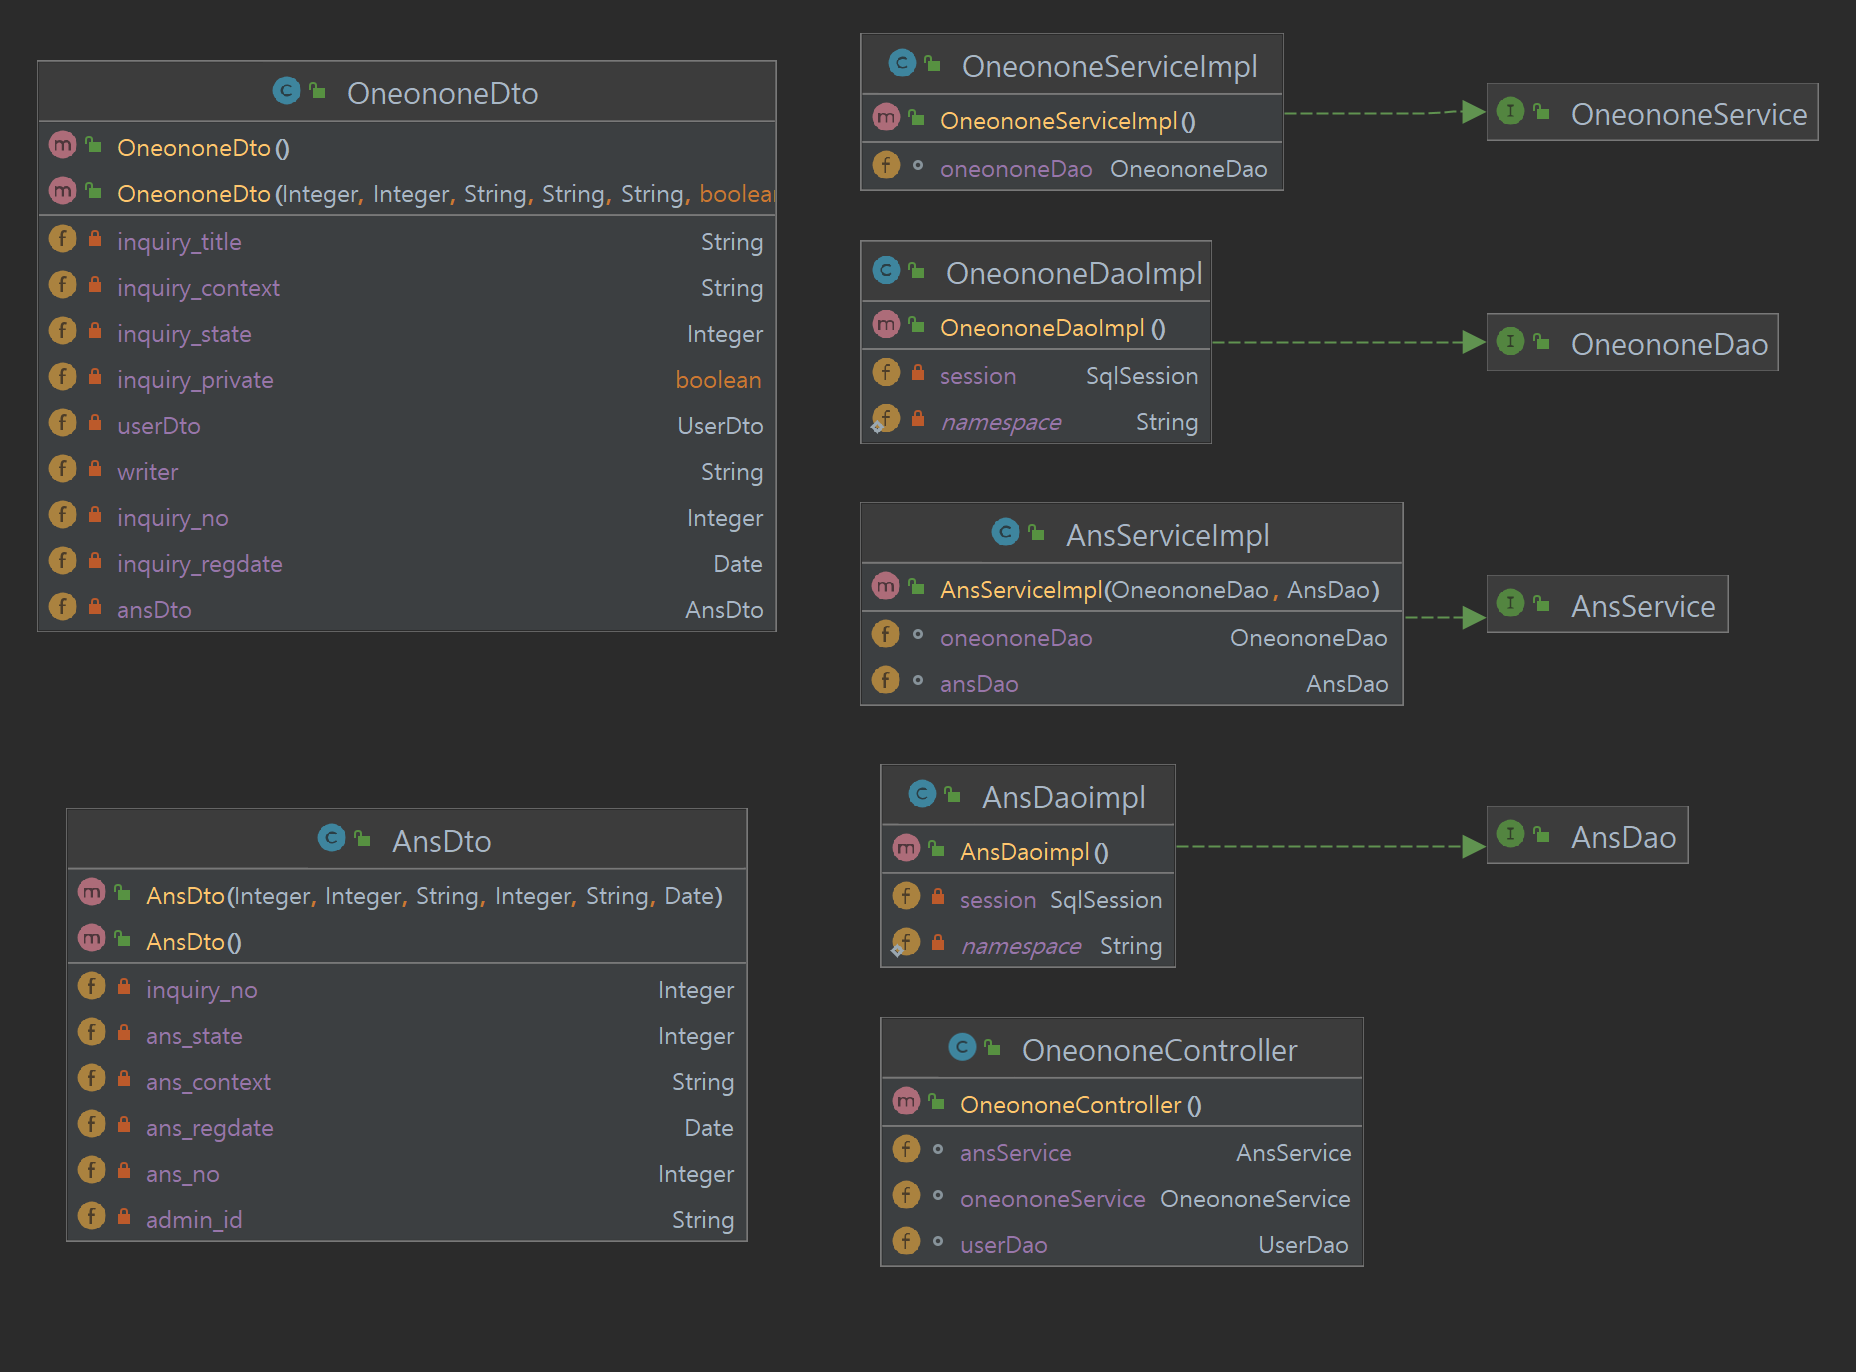 OneononeDto
OneononeDto()
OneononeDto(Integer, Integer, String, String, String, boolea
inquiry_title String
inquiry_context String
inquiry_state Integer
inquiry_private boolean
userDto UserDto
writer String
inquiry_no Integer
inquiry_regdate Date
ansDto AnsDto
AnsDto
AnsDto(Integer, Integer, String, Integer, String, Date)
AnsDto()
inquiry_no Integer
ans_state Integer
ans_context String
ans_regdate Date
ans_no Integer
admin_id String
OneononeServiceImpl
OneononeServiceImpl()
oneononeDao OneononeDao
OneononeService
OneononeDaoImpl
OneononeDaoImpl()
session SqlSession
namespace String
OneononeDao
AnsServiceImpl
AnsServiceImpl(OneononeDao, AnsDao)
oneononeDao OneononeDao
ansDao AnsDao
AnsService
AnsDaoimpl
AnsDaoimpl()
session SqlSession
namespace String
AnsDao
OneononeController
OneononeController()
ansService AnsService
oneononeService OneononeService
userDao UserDao